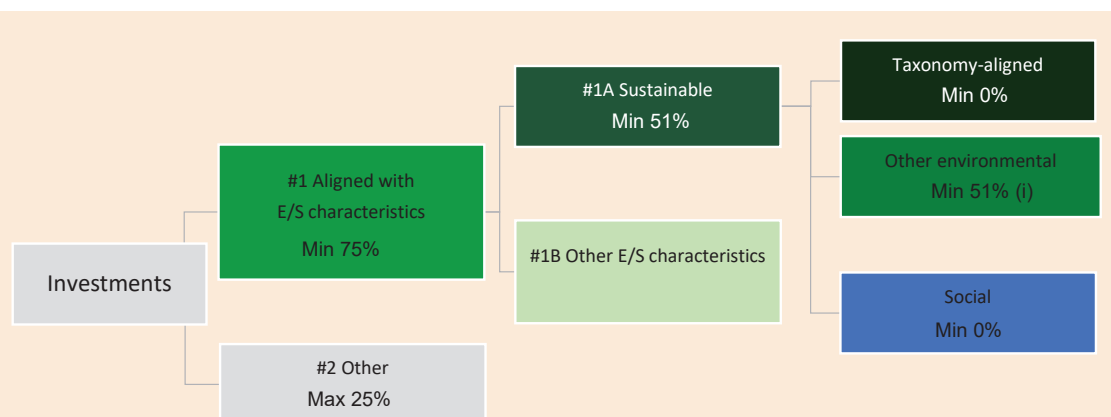 Investments
#1 Aligned with
E/S characteristics
Min 75%
#2 Other
Max 25%
#1A Sustainable
Min 51%
#1B Other E/S characteristics
Taxonomy-aligned
Min 0%
Other environmental
Min 51% (i)
Social
Min 0%